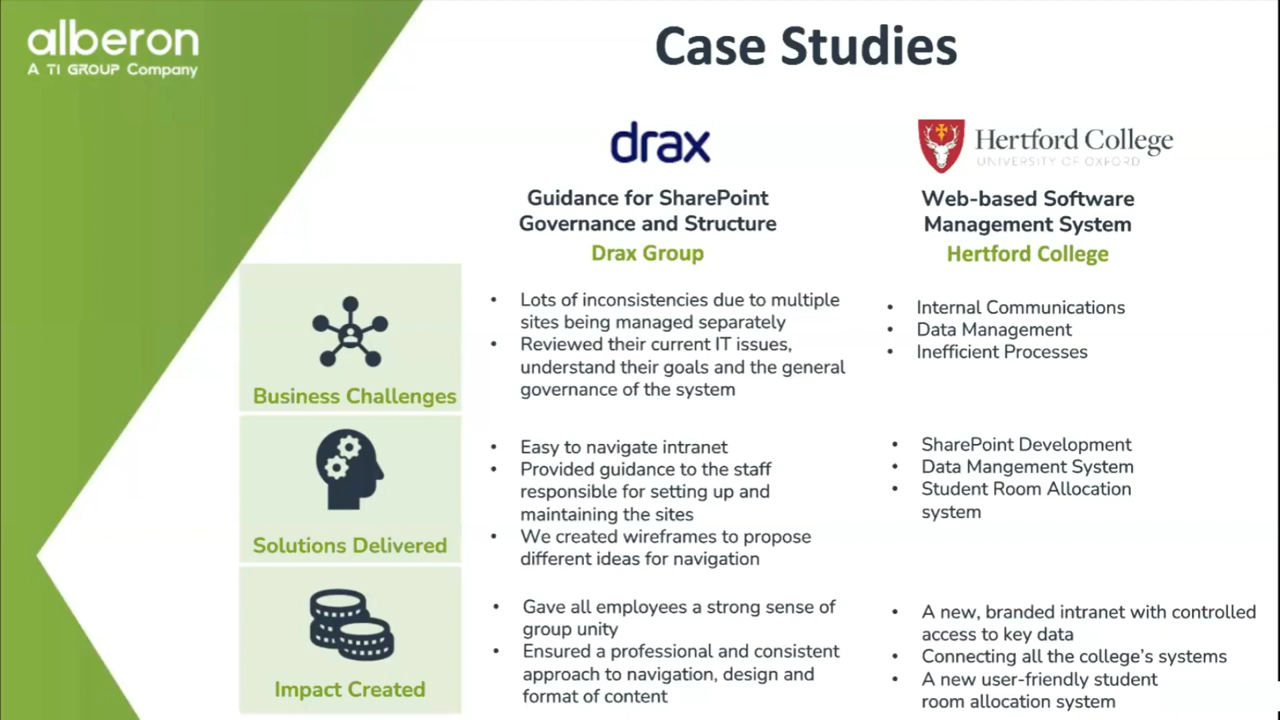 alberon
A TI GROUP Company
Case Studies
drax
Hertford College
UNIVERSITY OF OXFORD
Guidance for SharePoint
Governance and Structure
Drax Group
Web-based Software
Management System
Hertford College
Business Challenges
• Lots of inconsistencies due to multiple
sites being managed separately
• Reviewed their current IT issues,
understand their goals and the general
governance of the system
• Internal Communications
• Data Management
• Inefficient Processes
Solutions Delivered
• Easy to navigate intranet
• Provided guidance to the staff
responsible for setting up and
maintaining the sites
• We created wireframes to propose
different ideas for navigation
• SharePoint Development
• Data Mangement System
• Student Room Allocation
system
Impact Created
• Gave all employees a strong sense of
group unity
• Ensured a professional and consistent
approach to navigation, design and
format of content
• A new, branded intranet with controlled
access to key data
• Connecting all the college's systems
• A new user-friendly student
room allocation system